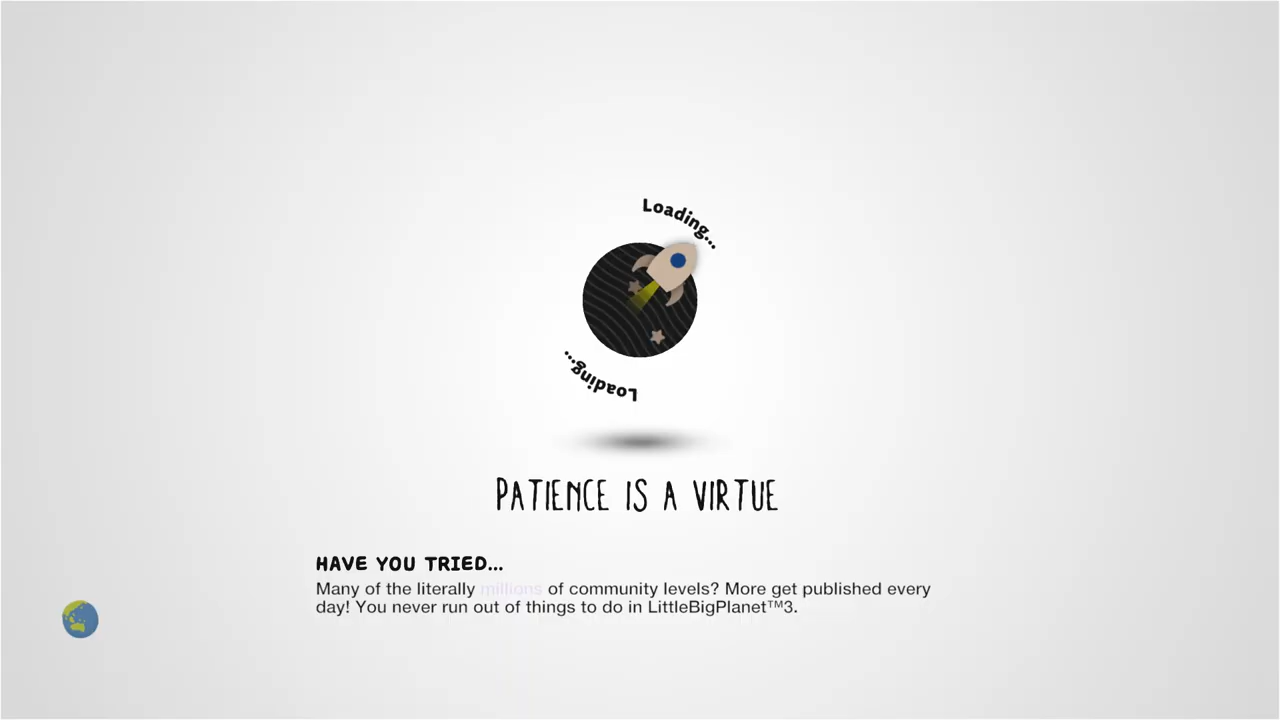 Loading...
Loading...
PATIENCE IS A VIRTUE
HAVE YOU TRIED...
Many of the literally millions of community levels? More get published every
day! You never run out of things to do in LittleBigPlanet™3.